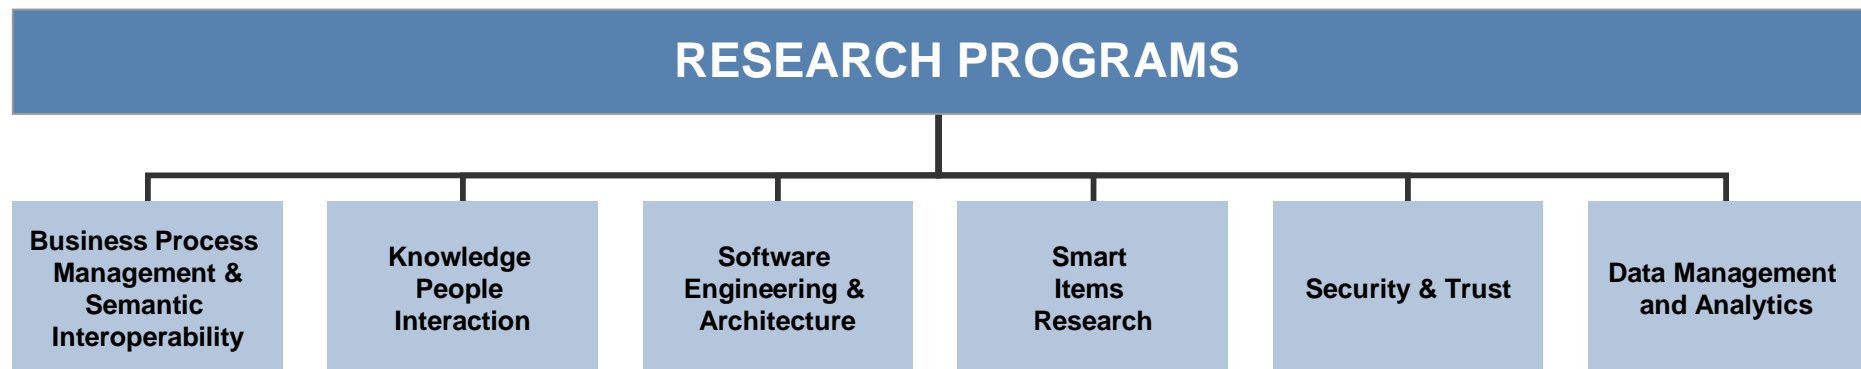 RESEARCH PROGRAMS
Business Process
Management &
Semantic
Interoperability
Knowledge
People
Interaction
Software
Engineering &
Architecture
Smart
Items
Research
Security & Trust
Data Management
and Analytics